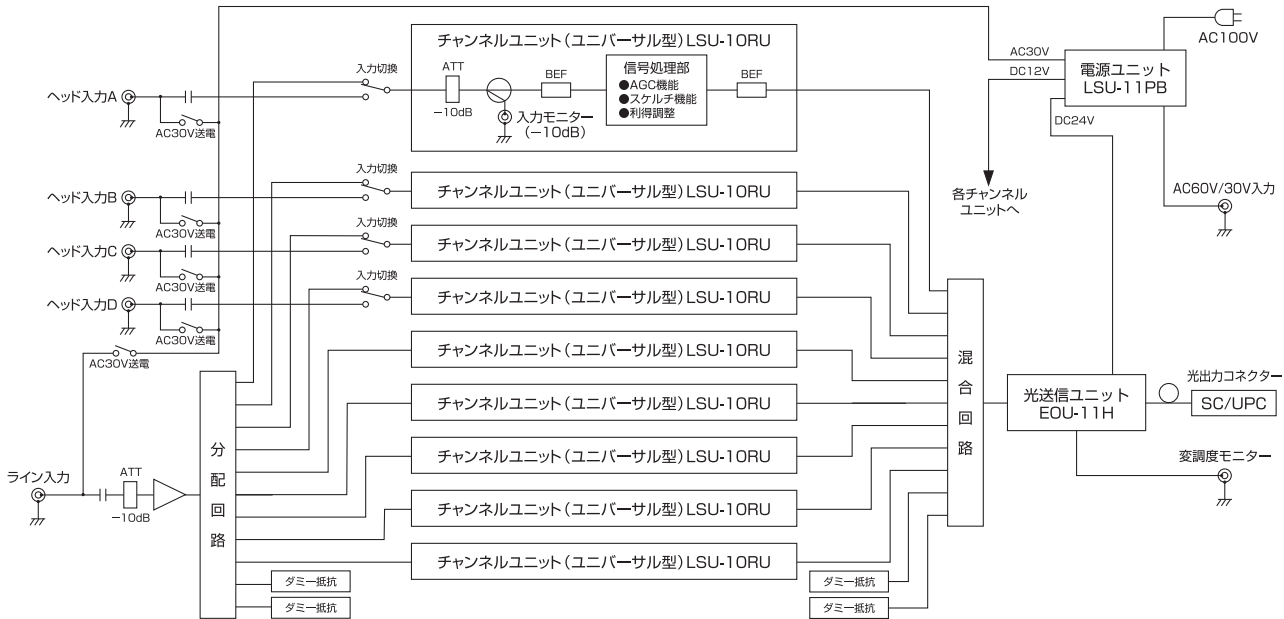 チャンネルユニット(ユニバーサル型)LSU-10RU
入力切換
ATT
−10dB
BEF
入力モニター
(−10dB)
信号処理部
●AGC機能
●スケルチ機能
●利得調整
BEF
AC100V
AC30V
DC12V
電源ユニット
LSU-11PB
DC24V
各チャンネル
ユニットへ
AC60V/30V入力
ヘッド入力A
AC30V送電
ヘッド入力B
AC30V送電
入力切換
チャンネルユニット(ユニバーサル型)LSU-10RU
ヘッド入力C
AC30V送電
入力切換
チャンネルユニット(ユニバーサル型)LSU-10RU
ヘッド入力D
AC30V送電
入力切換
チャンネルユニット(ユニバーサル型)LSU-10RU
AC30V送電
チャンネルユニット(ユニバーサル型)LSU-10RU
チャンネルユニット(ユニバーサル型)LSU-10RU
チャンネルユニット(ユニバーサル型)LSU-10RU
チャンネルユニット(ユニバーサル型)LSU-10RU
チャンネルユニット(ユニバーサル型)LSU-10RU
ライン入力
ATT
−10dB
分配回路
ダミー抵抗
ダミー抵抗
ダミー抵抗
ダミー抵抗
混合回路
光送信ユニット
EOU-11H
光出力コネクター
SC/UPC
変調度モニター